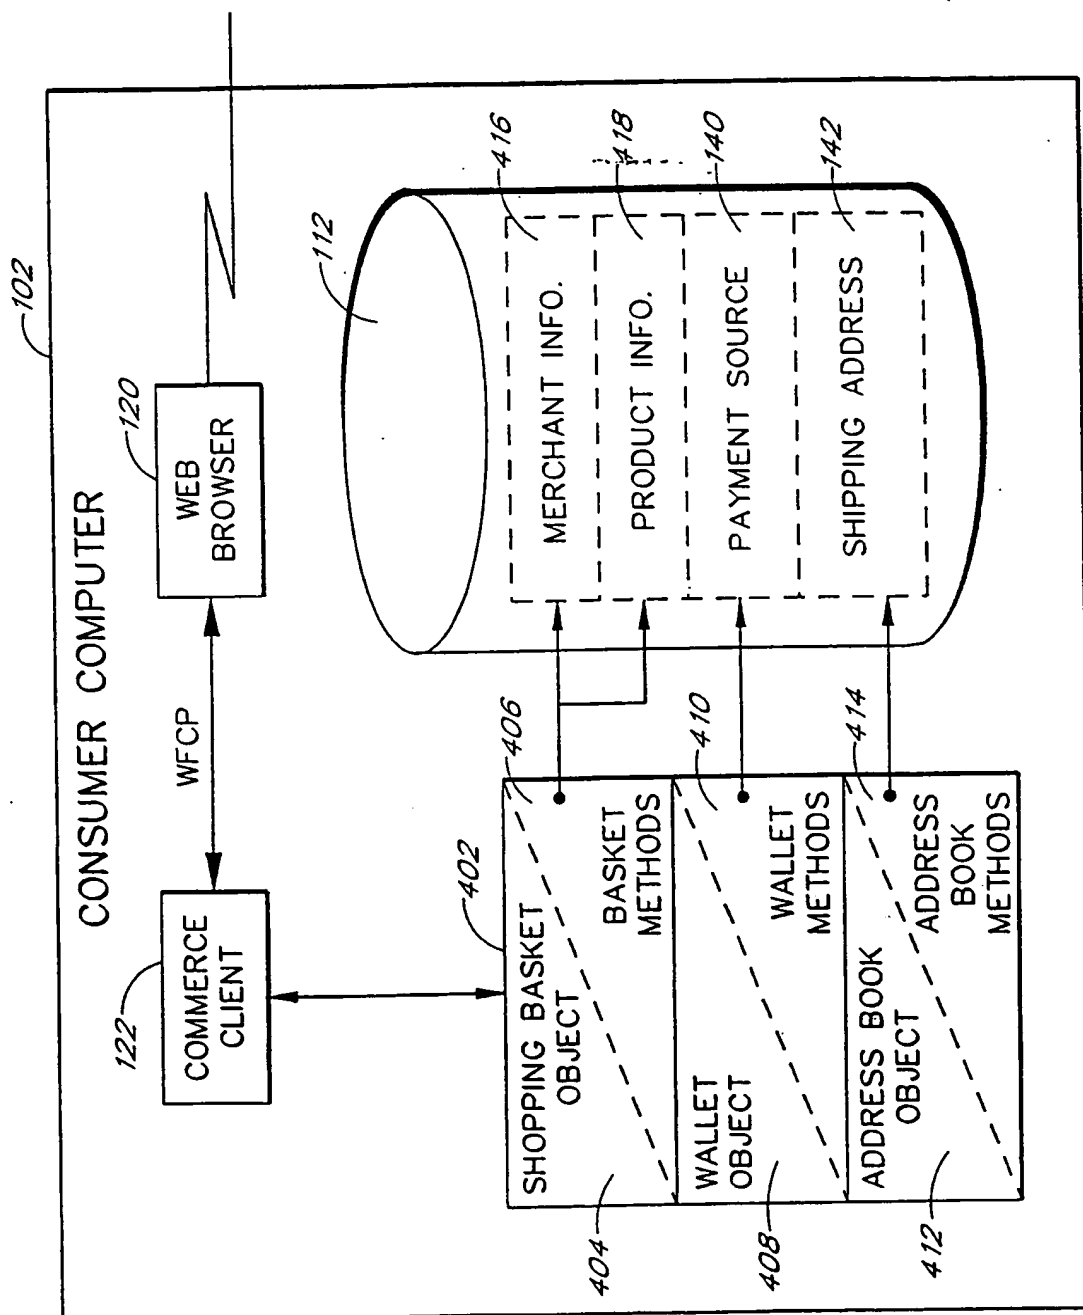 102
CONSUMER COMPUTER
122
COMMERCE
CLIENT
WFCP
120
WEB
BROWSER
402
404
SHOPPING BASKET
OBJECT
406
BASKET
METHODS
408
WALLET
OBJECT
410
WALLET
METHODS
412
ADDRESS BOOK
OBJECT
414
ADDRESS
BOOK
METHODS
112
MERCHANT INFO.
416
PRODUCT INFO.
418
PAYMENT SOURCE
140
SHIPPING ADDRESS
142